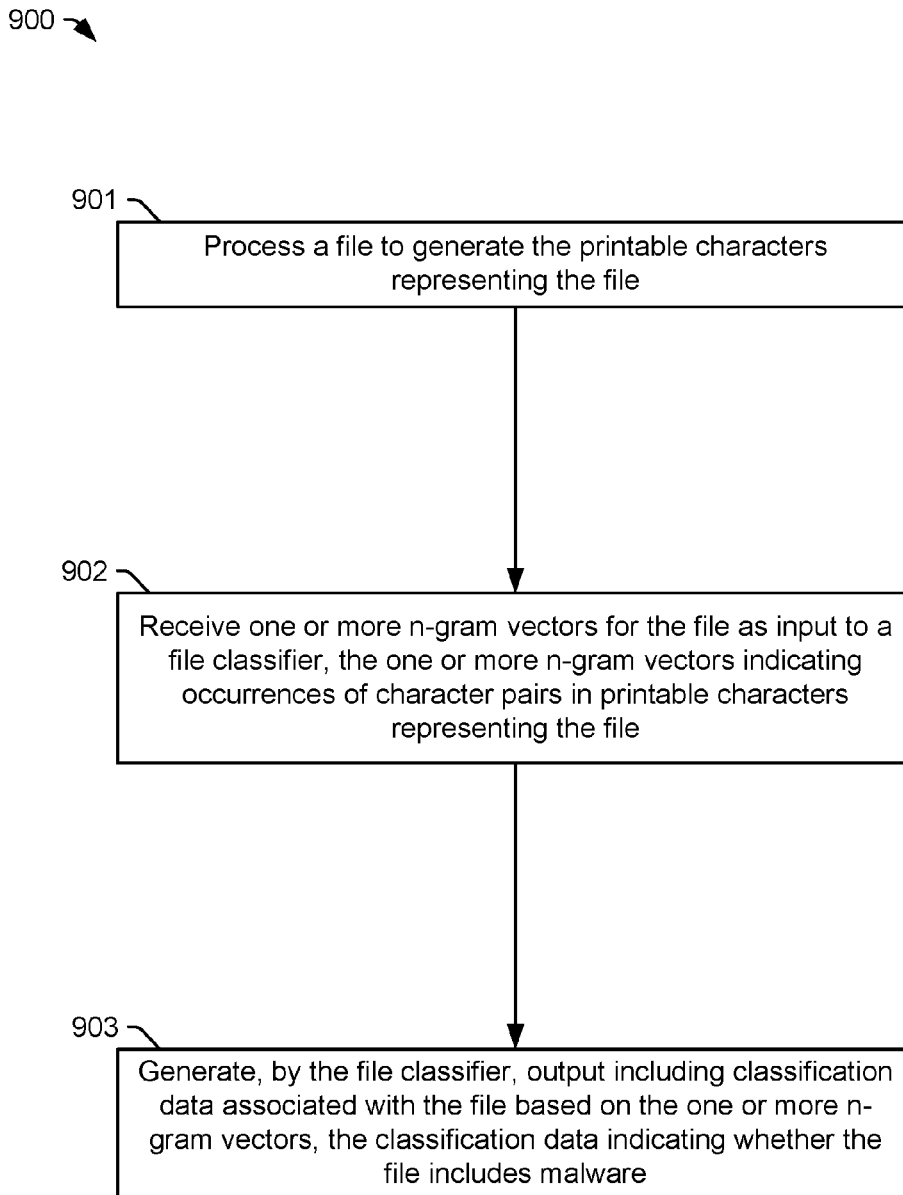 900
901
Process a file to generate the printable characters
representing the file
902
Receive one or more n-gram vectors for the file as input to a
file classifier, the one or more n-gram vectors indicating
occurrences of character pairs in printable characters
representing the file
903
Generate, by the file classifier, output including classification
data associated with the file based on the one or more n-
gram vectors, the classification data indicating whether the
file includes malware